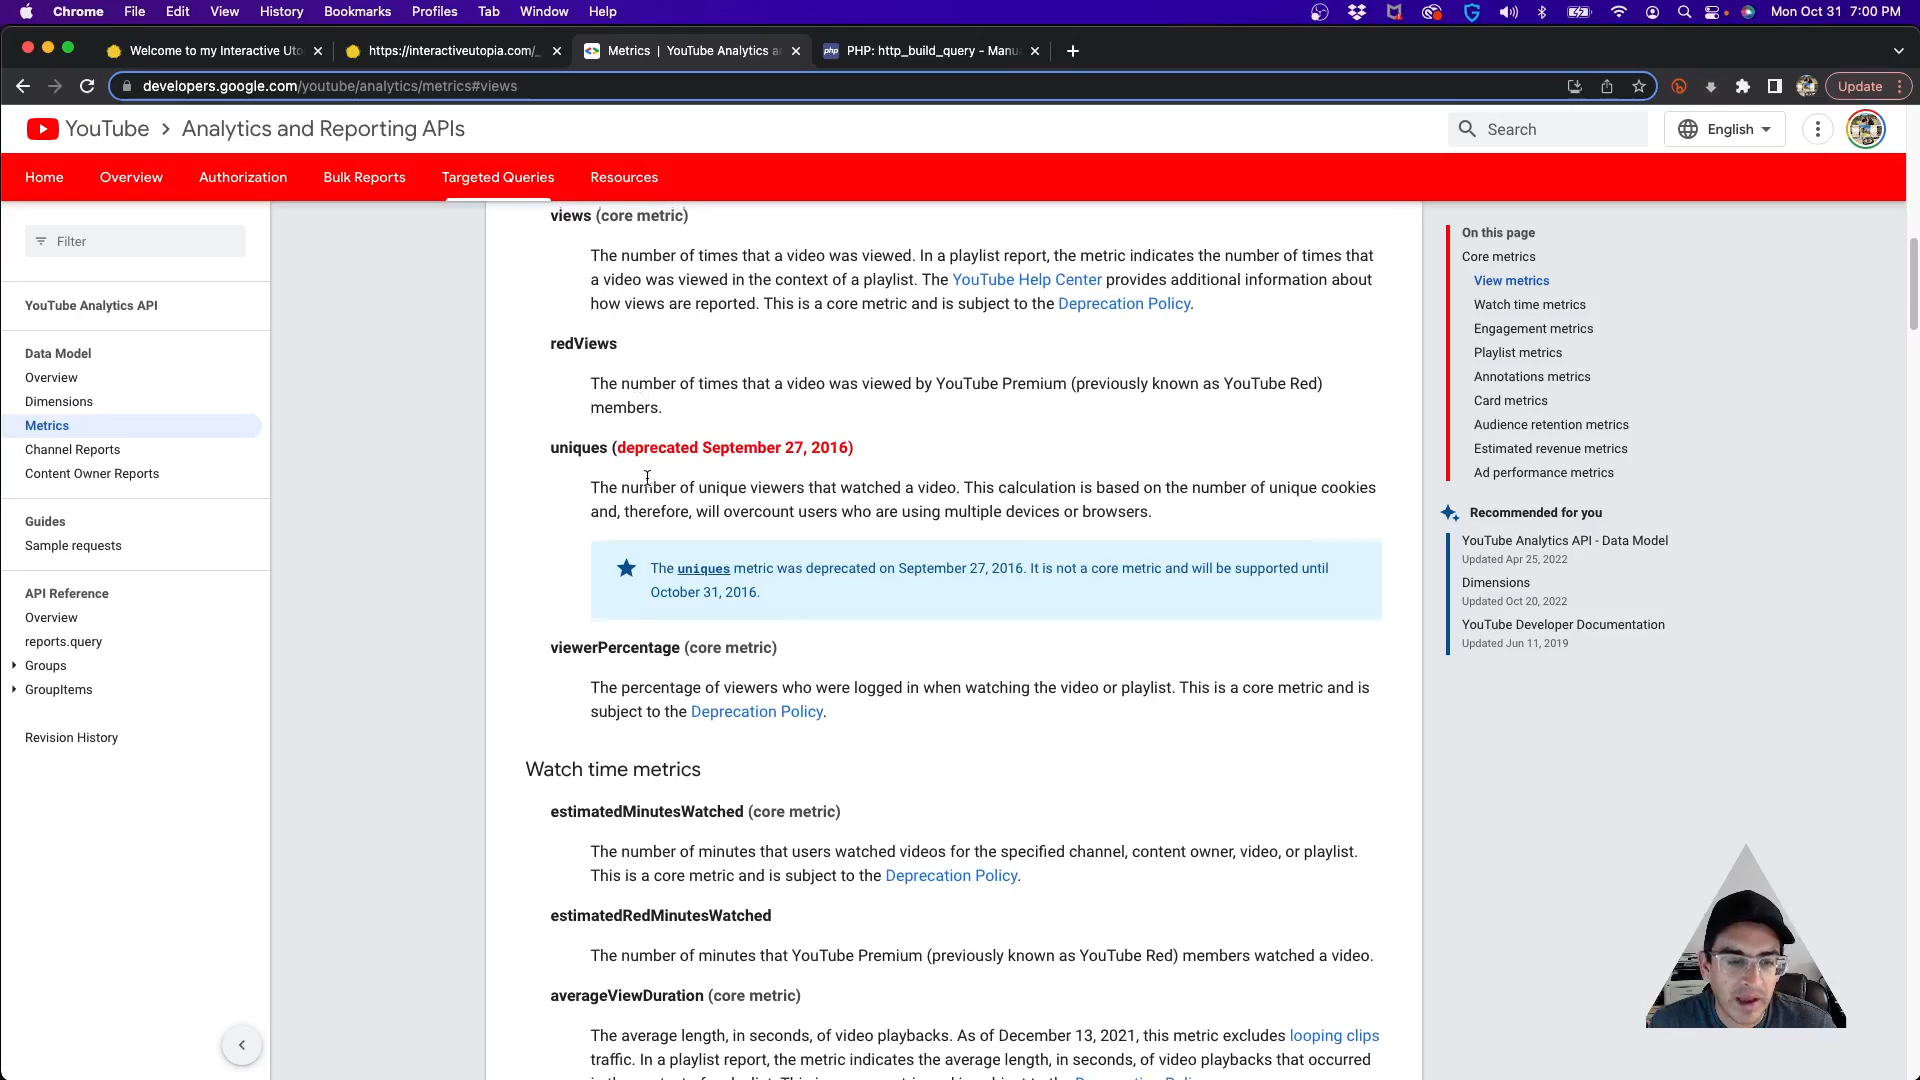 Chrome File Edit View History Bookmarks Profiles Tab Window Help Mon Oct 31 7:00 PM
Welcome to my Interactive Uto
https://interactiveutopia.com/_
Metrics | YouTube Analytics a
php PHP: http_build_query - Manu
developers.google.com/youtube/analytics/metrics#views
Update
YouTube > Analytics and Reporting APIs
Search
English
Home Overview Authorization Bulk Reports Targeted Queries Resources
Filter
YouTube Analytics API
Data Model
Overview
Dimensions
Metrics
Channel Reports
Content Owner Reports
Guides
Sample requests
API Reference
Overview
reports.query
Groups
GroupItems
Revision History
views (core metric)
The number of times that a video was viewed. In a playlist report, the metric indicates the number of times that
a video was viewed in the context of a playlist. The YouTube Help Center provides additional information about
how views are reported. This is a core metric and is subject to the Deprecation Policy.
redViews
The number of times that a video was viewed by YouTube Premium (previously known as YouTube Red)
members.
uniques (deprecated September 27, 2016)
The number of unique viewers that watched a video. This calculation is based on the number of unique cookies
and, therefore, will overcount users who are using multiple devices or browsers.
The uniques metric was deprecated on September 27, 2016. It is not a core metric and will be supported until
October 31, 2016.
viewerPercentage (core metric)
The percentage of viewers who were logged in when watching the video or playlist. This is a core metric and is
subject to the Deprecation Policy.
Watch time metrics
estimatedMinutesWatched (core metric)
The number of minutes that users watched videos for the specified channel, content owner, video, or playlist.
This is a core metric and is subject to the Deprecation Policy.
estimatedRedMinutesWatched
The number of minutes that YouTube Premium (previously known as YouTube Red) members watched a video.
averageViewDuration (core metric)
The average length, in seconds, of video playbacks. As of December 13, 2021, this metric excludes looping clips
traffic. In a playlist report, the metric indicates the average length, in seconds, of video playbacks that occurred
On this page
Core metrics
View metrics
Watch time metrics
Engagement metrics
Playlist metrics
Annotations metrics
Card metrics
Audience retention metrics
Estimated revenue metrics
Ad performance metrics
Recommended for you
YouTube Analytics API - Data Model
Updated Apr 25, 2022
Dimensions
Updated Oct 20, 2022
YouTube Developer Documentation
Updated Jun 11, 2019